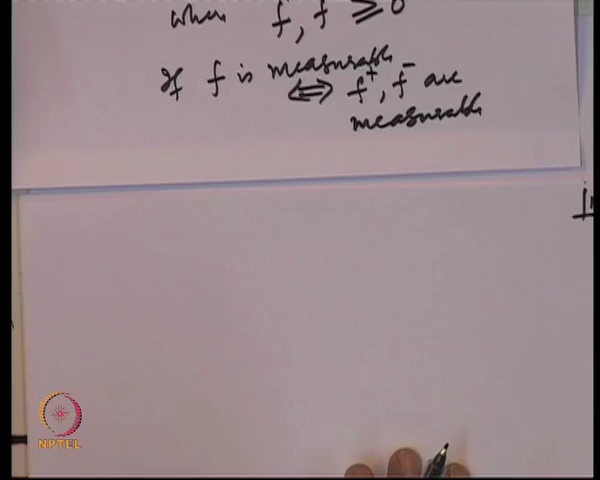 when f⁺, f⁻ ≥ 0
If f is measurable
⟺ f⁺, f⁻ are
measurable
NPTEL